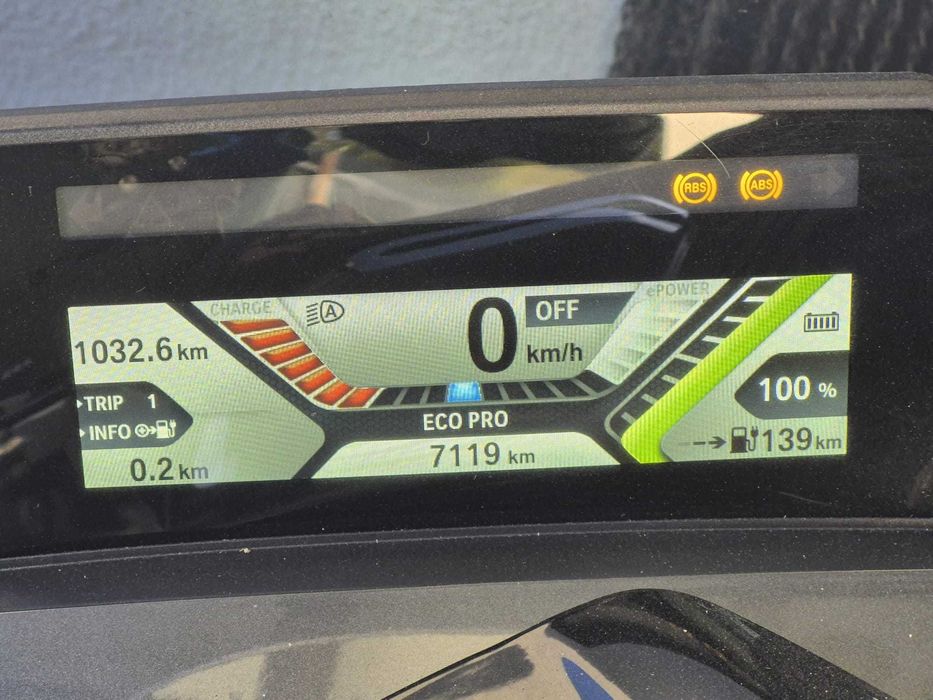 RBS ABS
CHARGE
A
ePOWER
OFF
0 km/h
1032.6 km
TRIP 1
INFO
0.2 km
ECO PRO
7119 km
100 %
139 km